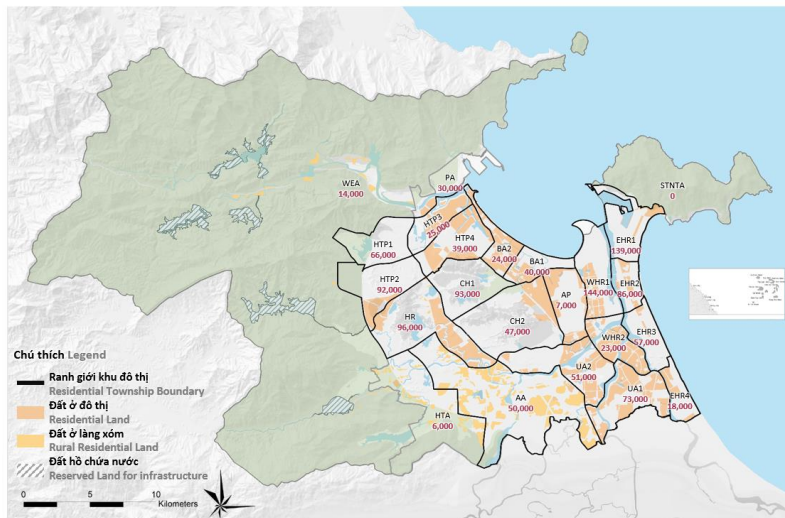 PA
30,000
WEA
14,000
STNTA
0
HTP3
25,000
HTP4
39,000
HTP1
66,000
BA2
24,000
BA1
40,000
EHR1
139,000
HTP2
92,000
CH1
93,000
AP
7,000
WHR1
144,000
EHR2
86,000
HR
96,000
CH2
47,000
WHR2
23,000
EHR3
57,000
UA2
51,000
UA1
73,000
EHR4
18,000
AA
50,000
HTA
6,000
Chú thích Legend
Ranh giới khu đô thị
Residential Township Boundary
Đất ở đô thị
Residential Land
Đất ở làng xóm
Rural Residential Land
Đất hồ chứa nước
Reserved Land for infrastructure
0 5 10
Kilometers